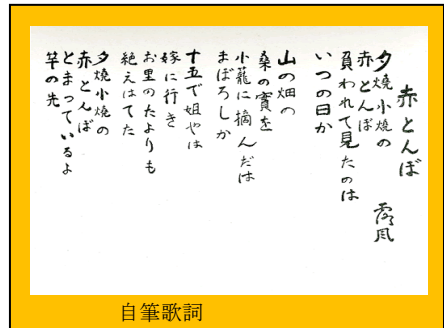 赤とんぼ
露風
夕燒小燒の
赤とんぼ
負われて見たのは
いつの日か
山の畑の
桑の實を
小籠に摘んだは
まぼろしか
十五で姐やは
嫁に行き
お里のたよりも
絶えはてた
夕燒小燒の
赤とんぼ
とまっているよ
竿の先
自筆歌詞